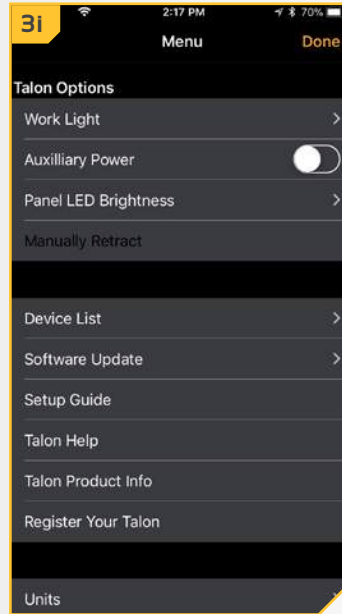 3i
2:17 PM
70%
Menu
Done
Talon Options
Work Light
Auxilliary Power
Panel LED Brightness
Manually Retract
Device List
Software Update
Setup Guide
Talon Help
Talon Product Info
Register Your Talon
Units